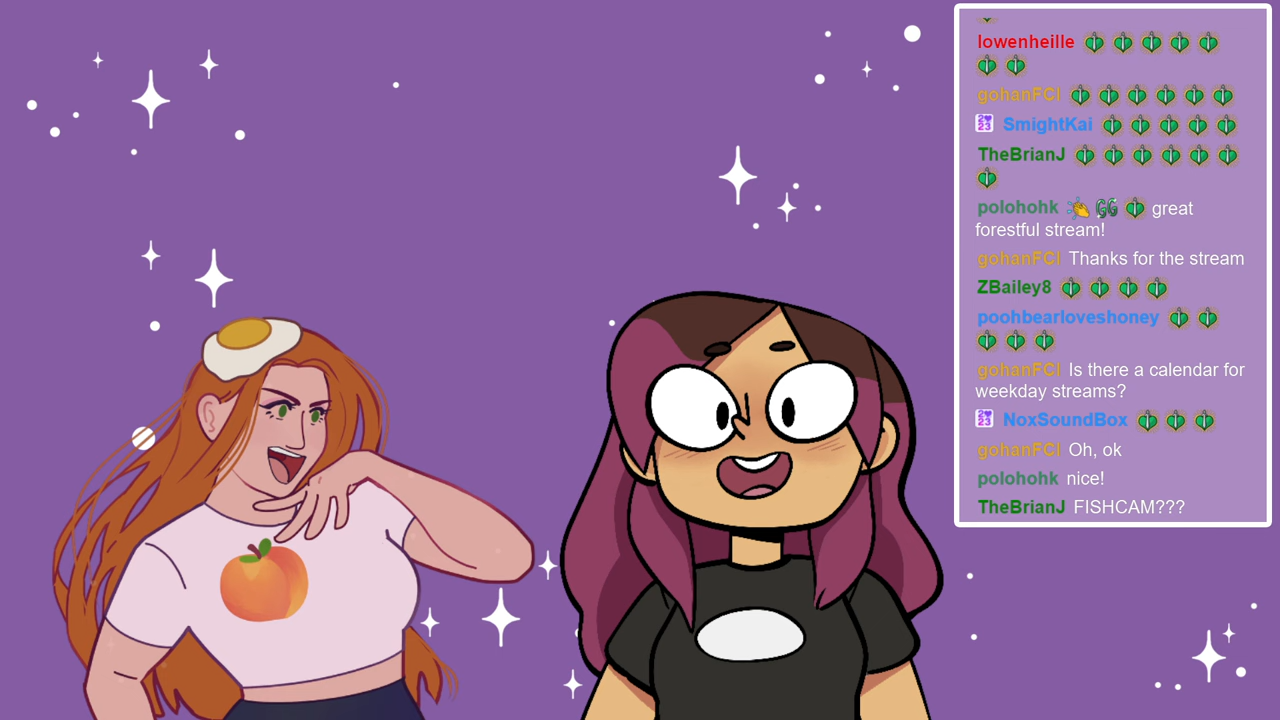 lowenheille
gohanFCI
SmightKai
TheBrianJ
polohohk GG great
forestful stream!
gohanFCI Thanks for the stream
ZBailey8
poohbearloveshoney
gohanFCI Is there a calendar for
weekday streams?
NoxSoundBox
gohanFCI Oh, ok
polohohk nice!
TheBrianJ FISHCAM???